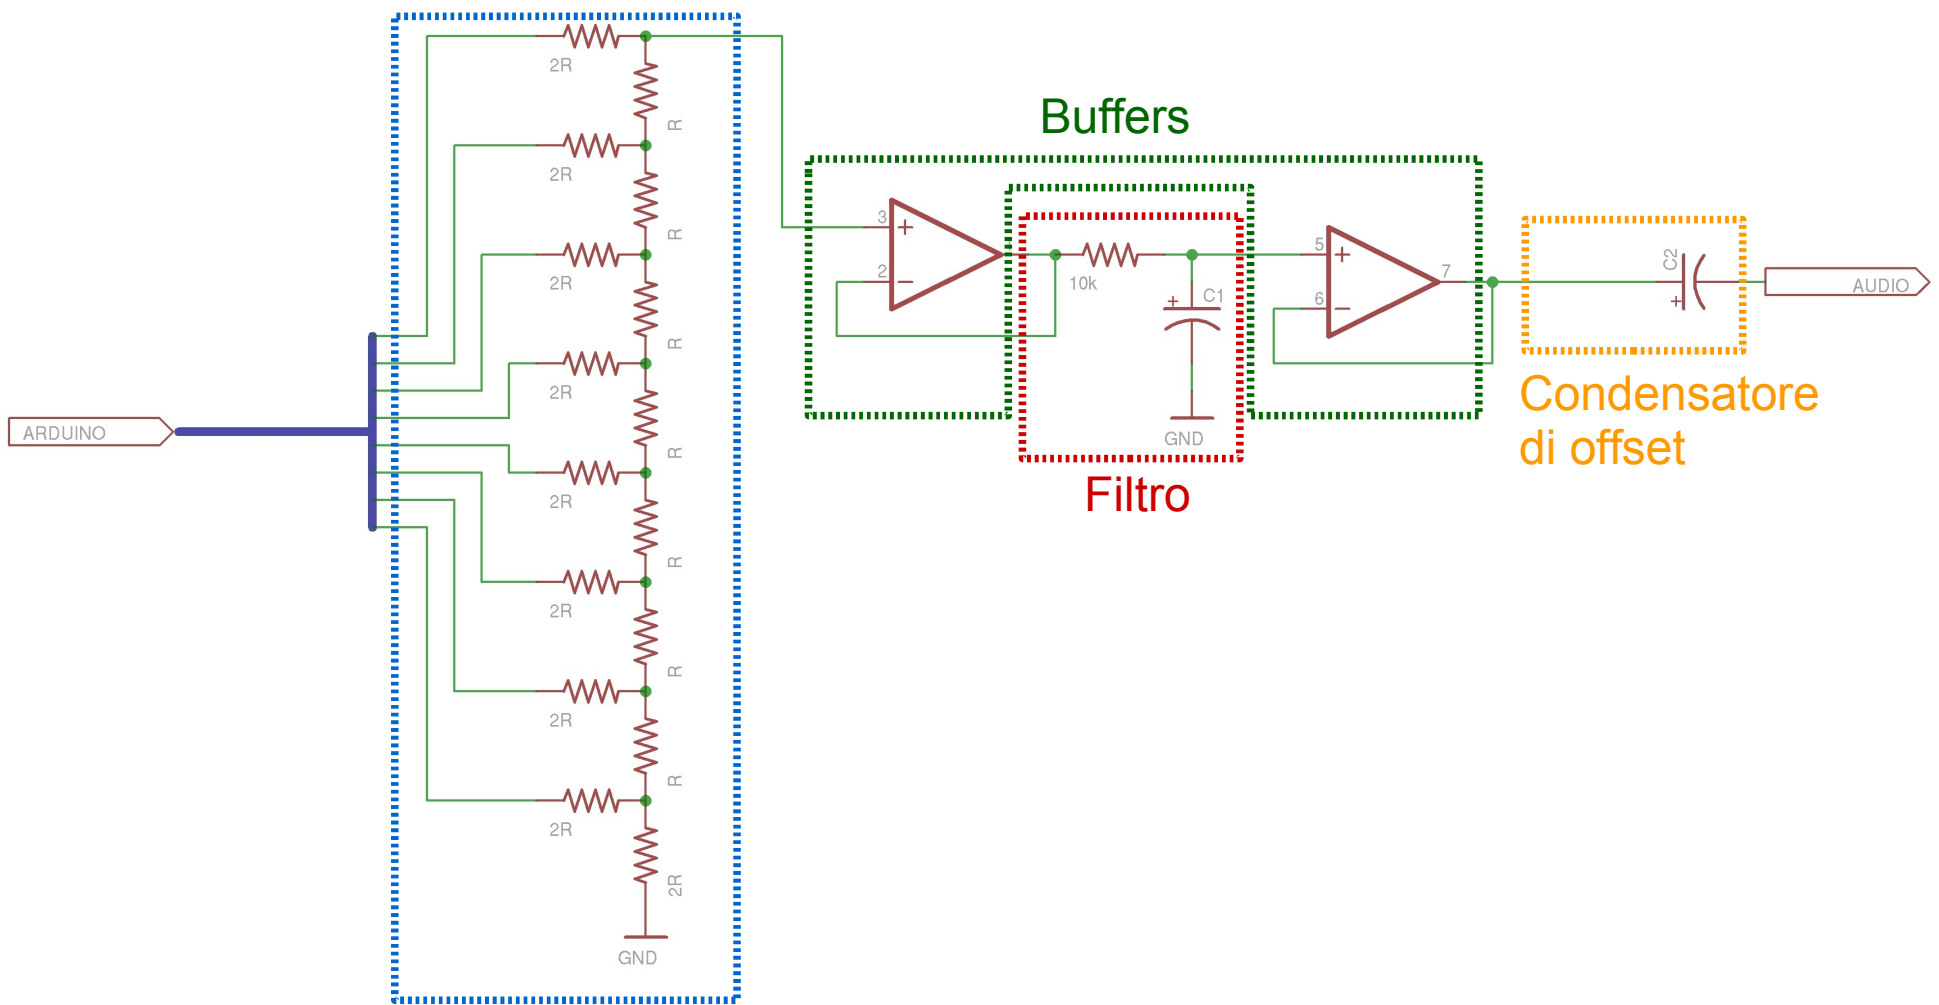 2R
R
2R
R
2R
R
2R
R
2R
R
2R
R
2R
R
2R
2R
GND
ARDUINO
Buffers
3
+
2
−
10k
+
C1
GND
Filtro
5
+
6
−
7
C2
+
AUDIO
Condensatore
di offset